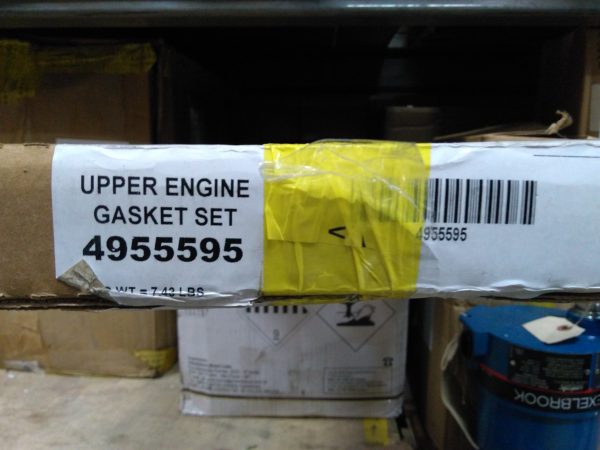 UPPER ENGINE
GASKET SET
4955595
WT = 7.43 LBS
<
4955595
9
EXELBROOK